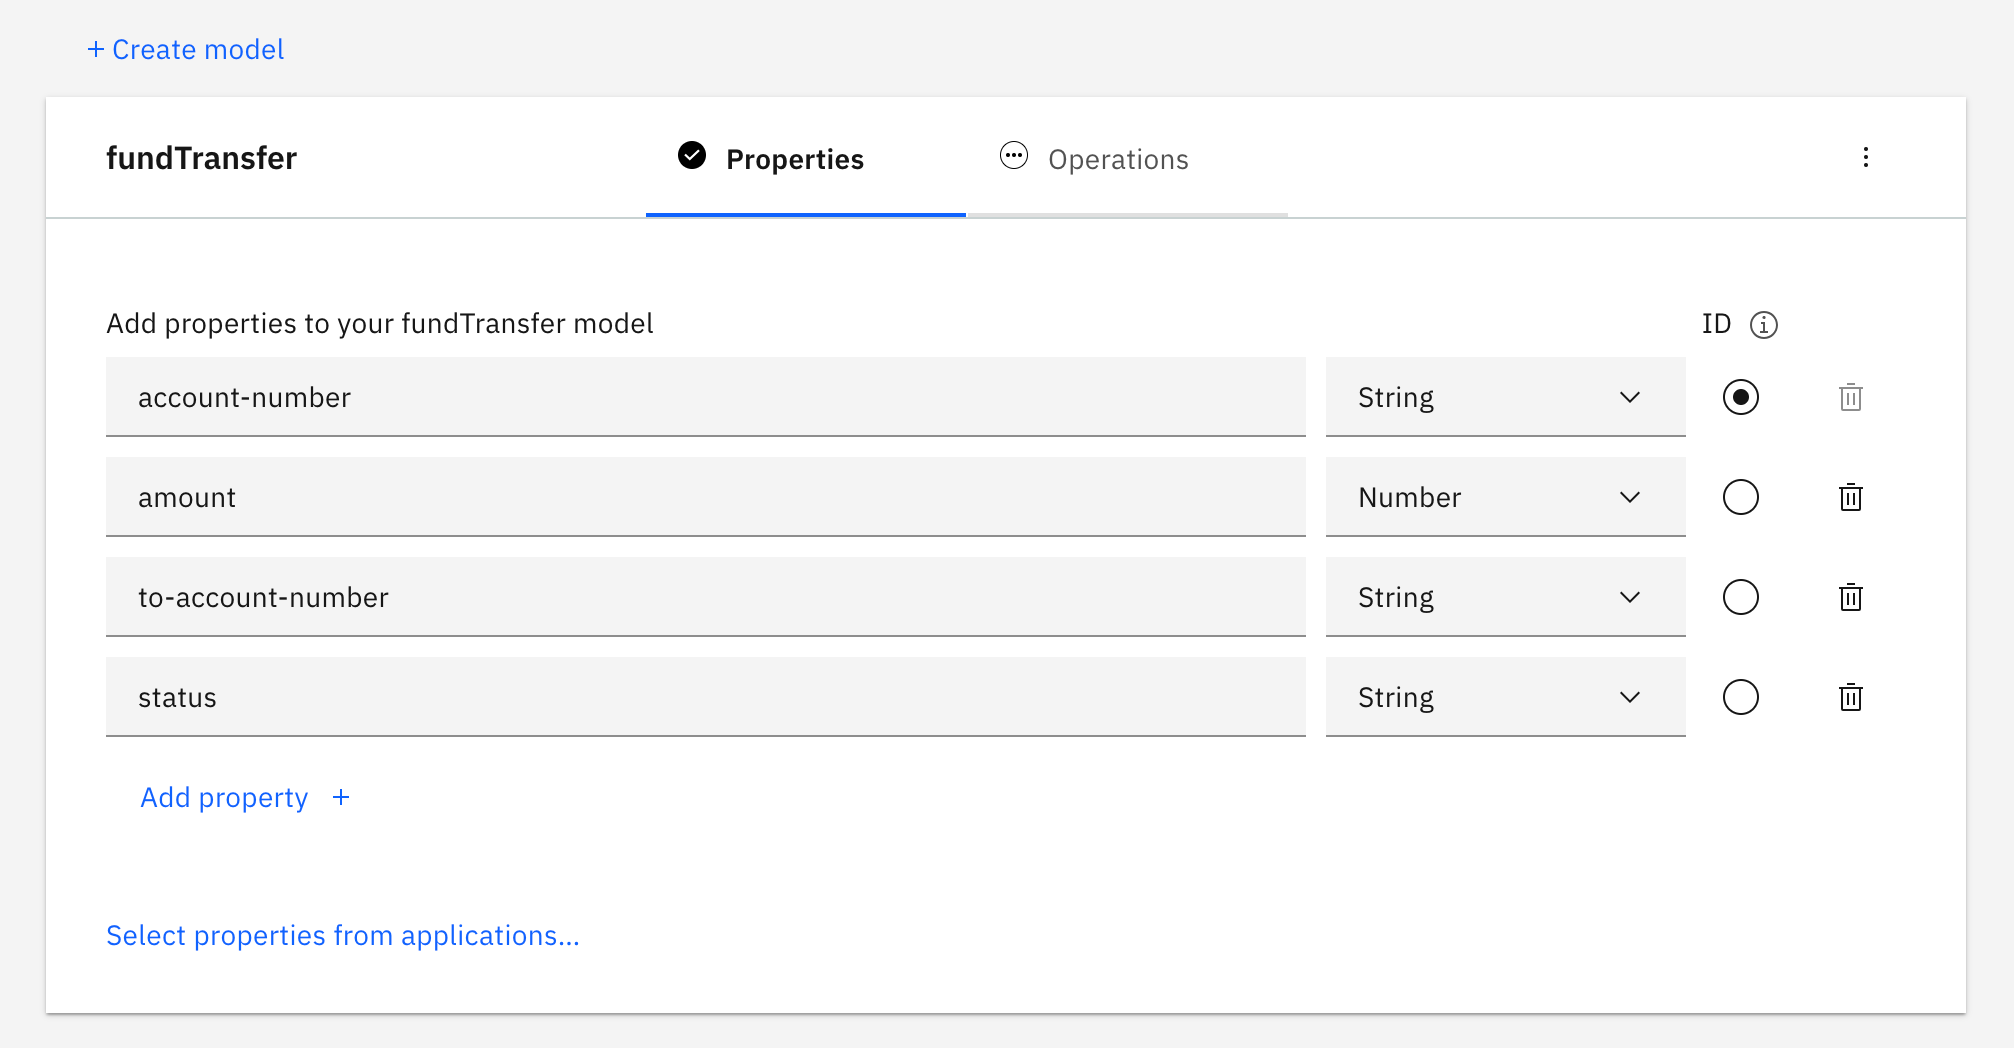 + Create model
fundTransfer Properties Operations
Add properties to your fundTransfer model ID
account-number String
amount Number
to-account-number String
status String
Add property +
Select properties from applications...